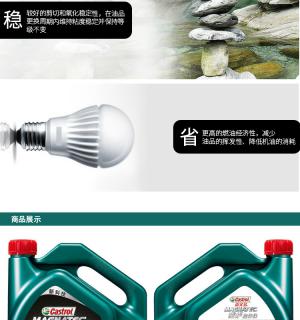 稳
较好的剪切和氧化稳定性，在油品
更换周期内维持粘度稳定并保持等
级不变
省
更高的燃油经济性，减少
油品的挥发性、降低机油的消耗
商品展示
Castrol
MAGNATEC
Castrol
MAGNATEC